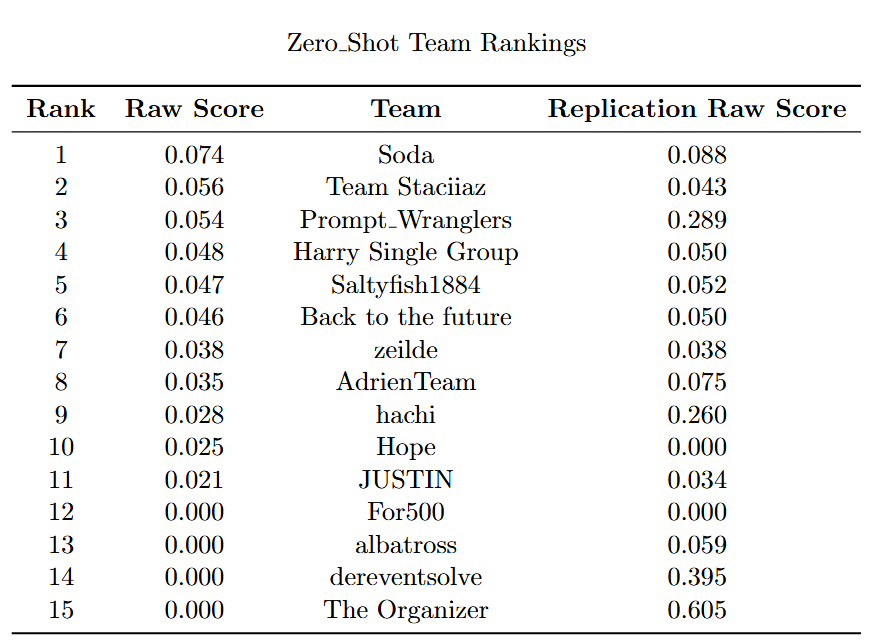 Zero_Shot Team Rankings
Rank Raw Score Team Replication Raw Score
1 0.074 Soda 0.088
2 0.056 Team Staciiaz 0.043
3 0.054 Prompt_Wranglers 0.289
4 0.048 Harry Single Group 0.050
5 0.047 Saltyfish1884 0.052
6 0.046 Back to the future 0.050
7 0.038 zeilde 0.038
8 0.035 AdrienTeam 0.075
9 0.028 hachi 0.260
10 0.025 Hope 0.000
11 0.021 JUSTIN 0.034
12 0.000 For500 0.000
13 0.000 albatross 0.059
14 0.000 dereventsolve 0.395
15 0.000 The Organizer 0.605